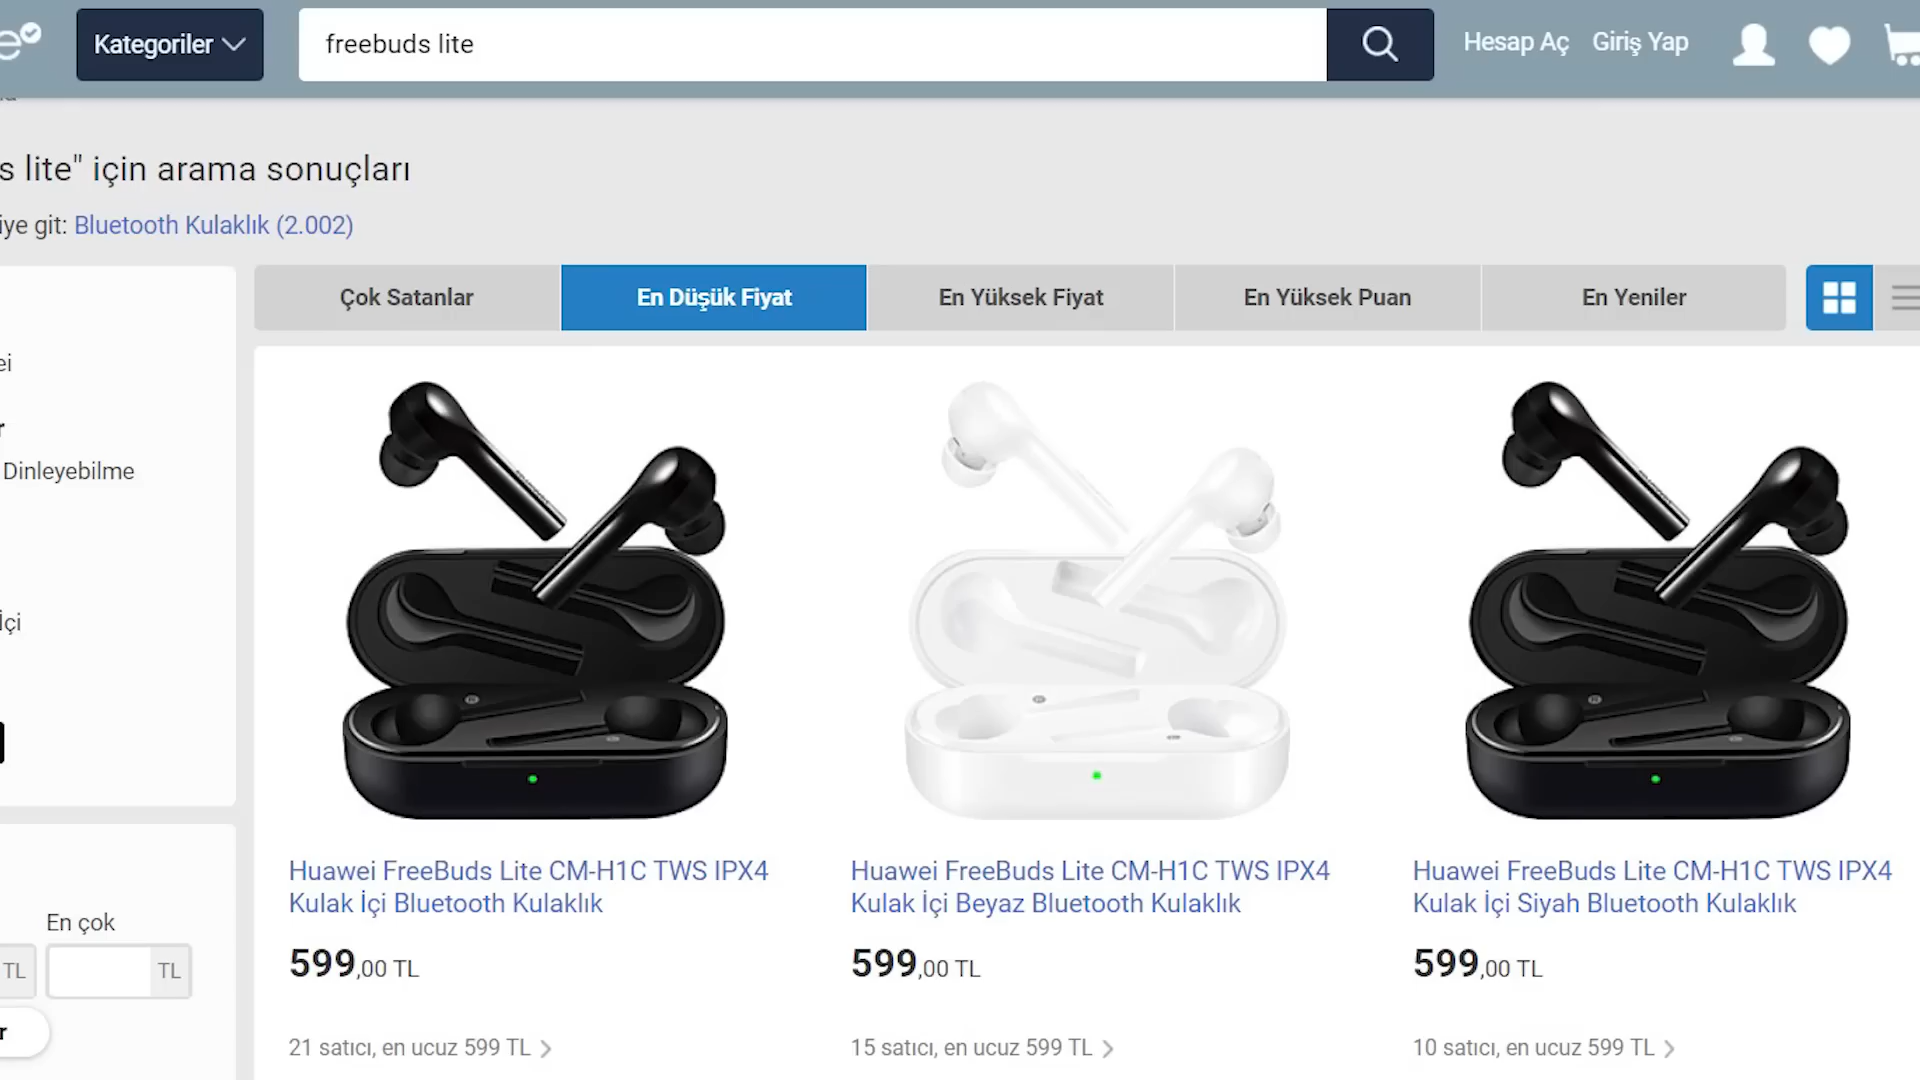 Kategoriler
freebuds lite
Hesap Aç Giriş Yap
s lite" için arama sonuçları
iye git: Bluetooth Kulaklık (2.002)
Çok Satanlar
En Düşük Fiyat
En Yüksek Fiyat
En Yüksek Puan
En Yeniler
ei
r
Dinleyebilme
İçi
En çok
TL
TL
r
Huawei FreeBuds Lite CM-H1C TWS IPX4
Kulak İçi Bluetooth Kulaklık
599,00 TL
21 satıcı, en ucuz 599 TL
Huawei FreeBuds Lite CM-H1C TWS IPX4
Kulak İçi Beyaz Bluetooth Kulaklık
599,00 TL
15 satıcı, en ucuz 599 TL
Huawei FreeBuds Lite CM-H1C TWS IPX4
Kulak İçi Siyah Bluetooth Kulaklık
599,00 TL
10 satıcı, en ucuz 599 TL